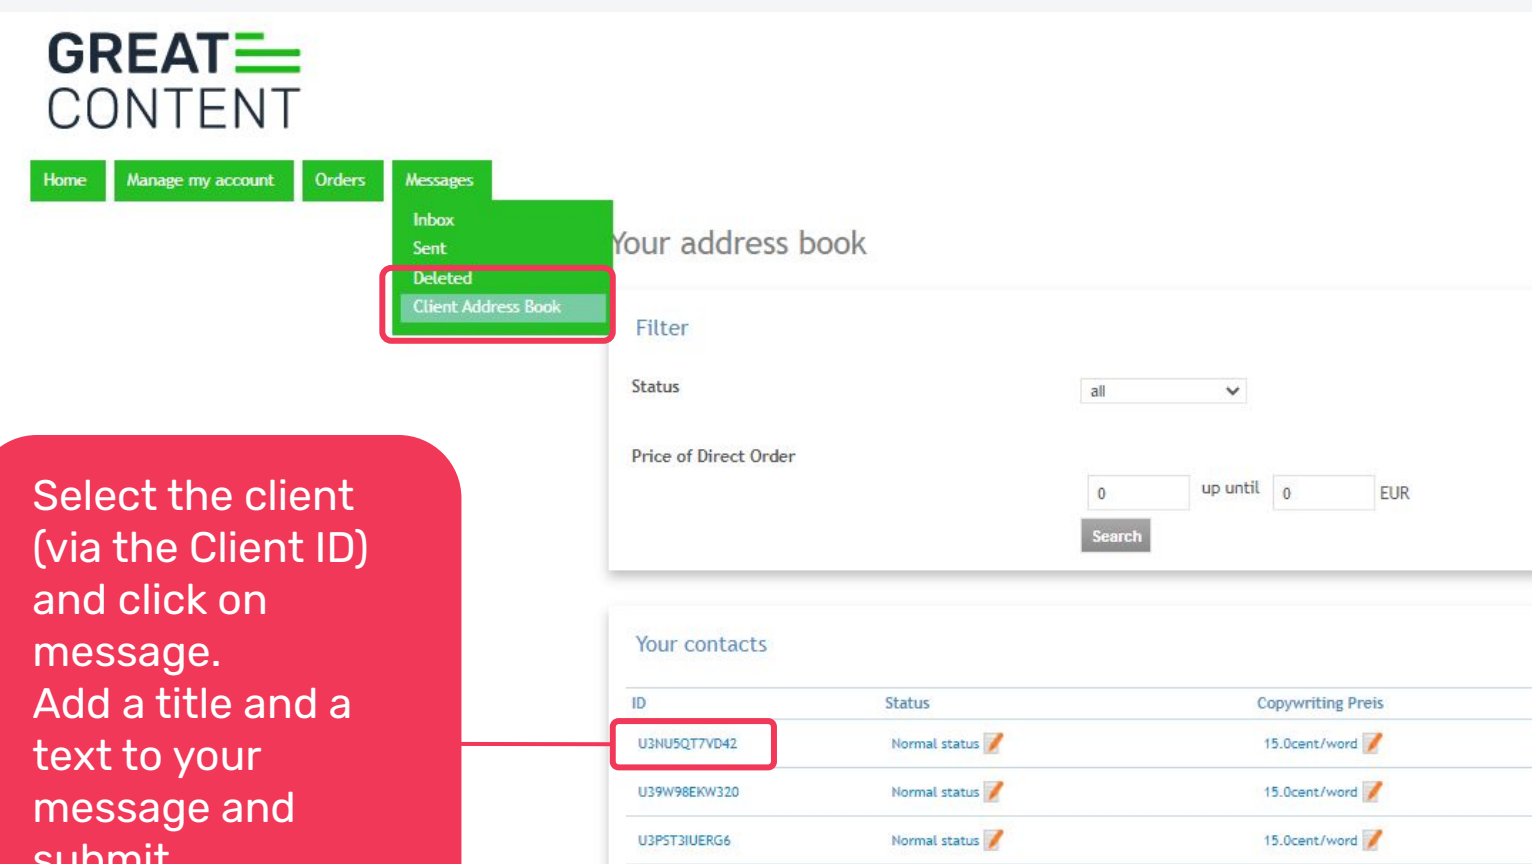 GREAT
CONTENT
Home Manage my account Orders Messages
Inbox
Sent
Deleted
Client Address Book
Your address book
Filter
Status all
Price of Direct Order
0 up until 0 EUR
Search
Select the client
(via the Client ID)
and click on
message.
Add a title and a
text to your
message and
submit
Your contacts
ID Status Copywriting Preis
U3NU5QT7VD42 Normal status 15.0cent/word
U39W98EKW320 Normal status 15.0cent/word
U3PST3IUERG6 Normal status 15.0cent/word